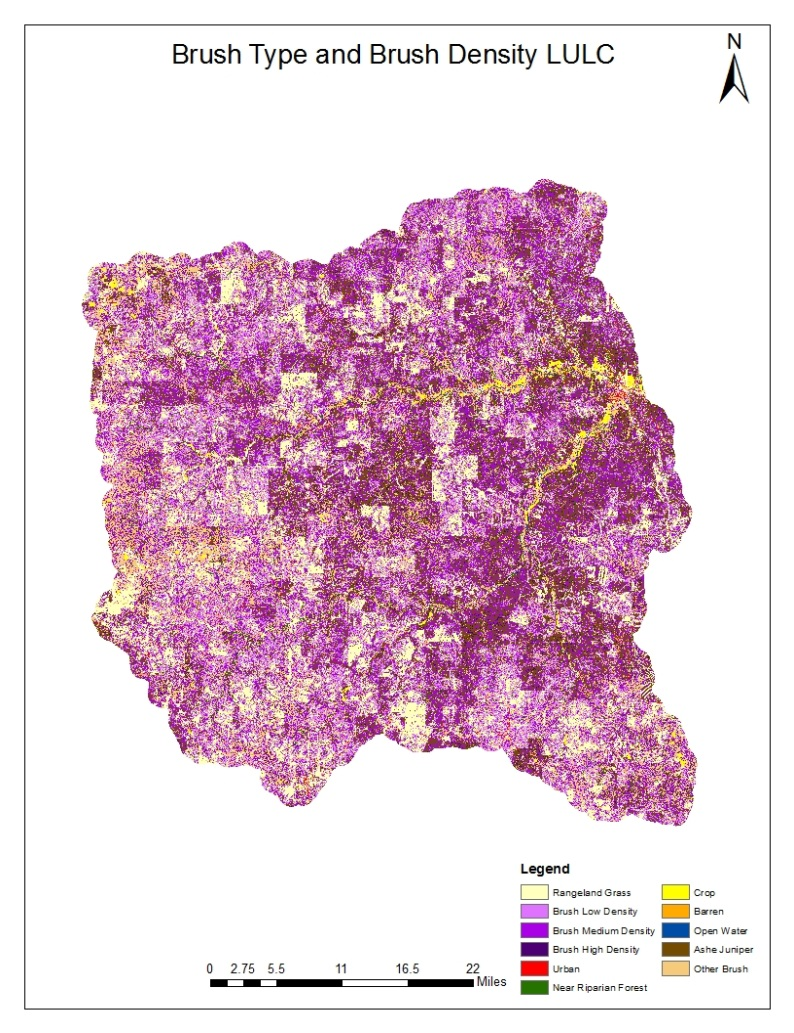 Brush Type and Brush Density LULC
N
Legend
Rangeland Grass
Brush Low Density
Brush Medium Density
Brush High Density
Urban
Near Riparian Forest
Crop
Barren
Open Water
Ashe Juniper
Other Brush
0 2.75 5.5 11 16.5 22
Miles